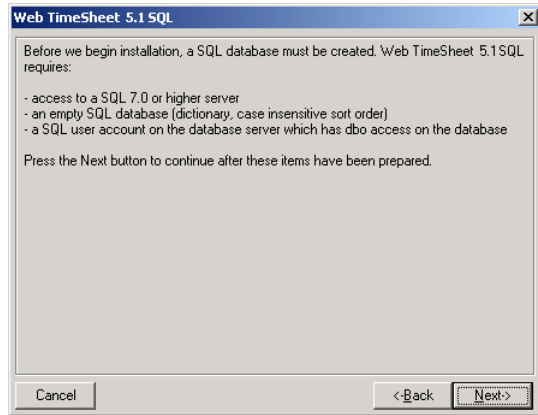 Web TimeSheet 5.1 SQL
Before we begin installation, a SQL database must be created. Web TimeSheet 5.1SQL
requires:
- access to a SQL 7.0 or higher server
- an empty SQL database (dictionary, case insensitive sort order)
- a SQL user account on the database server which has dbo access on the database
Press the Next button to continue after these items have been prepared.
Cancel
<-Back
Next->